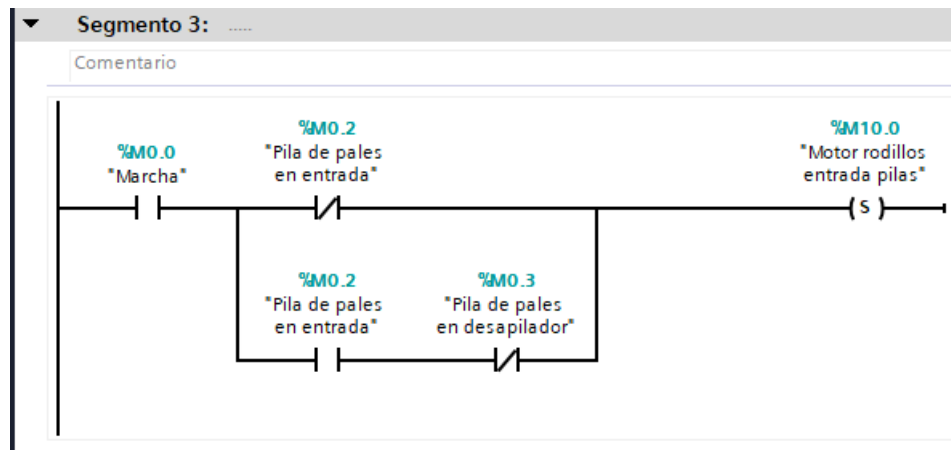 Segmento 3: .....
Comentario
%M0.0
"Marcha"
%M0.2
"Pila de pales
en entrada"
%M10.0
"Motor rodillos
entrada pilas"
S
%M0.2
"Pila de pales
en entrada"
%M0.3
"Pila de pales
en desapilador"